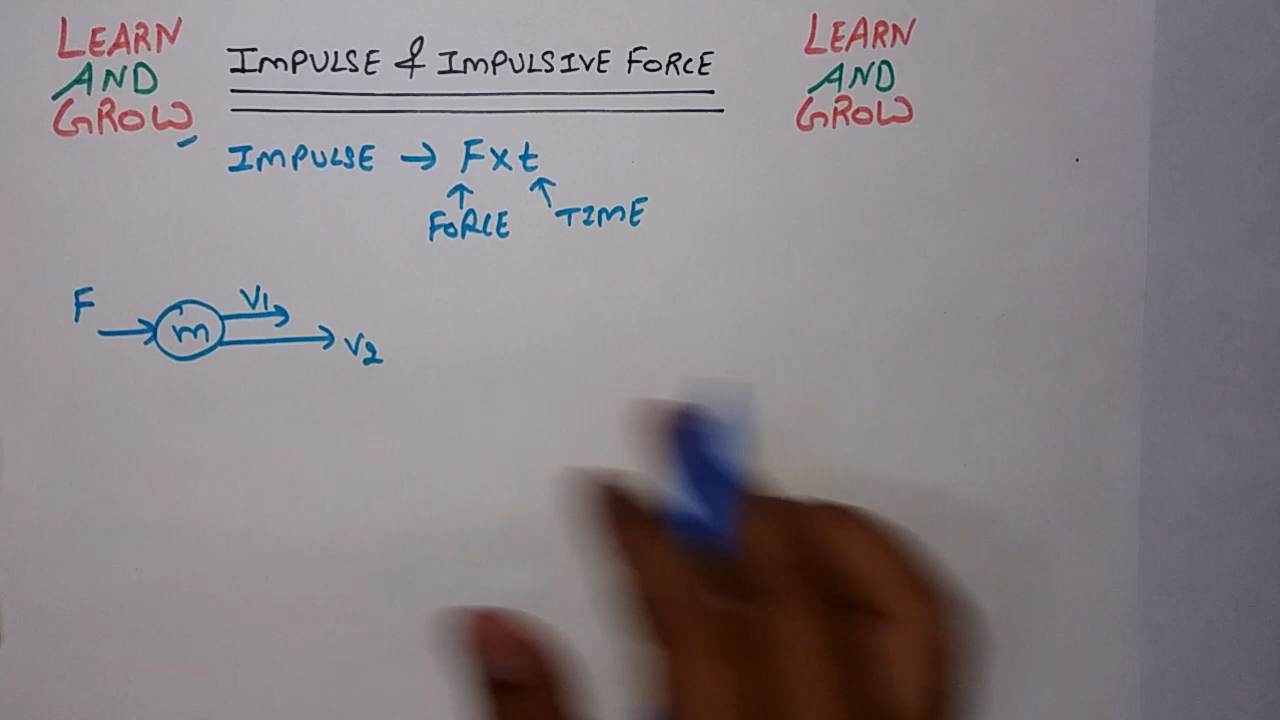 LEARN
AND
GROW
IMPULSE & IMPULSIVE FORCE
LEARN
AND
GROW
IMPULSE → F×t
FORCE
TIME
F
m
V1
V2